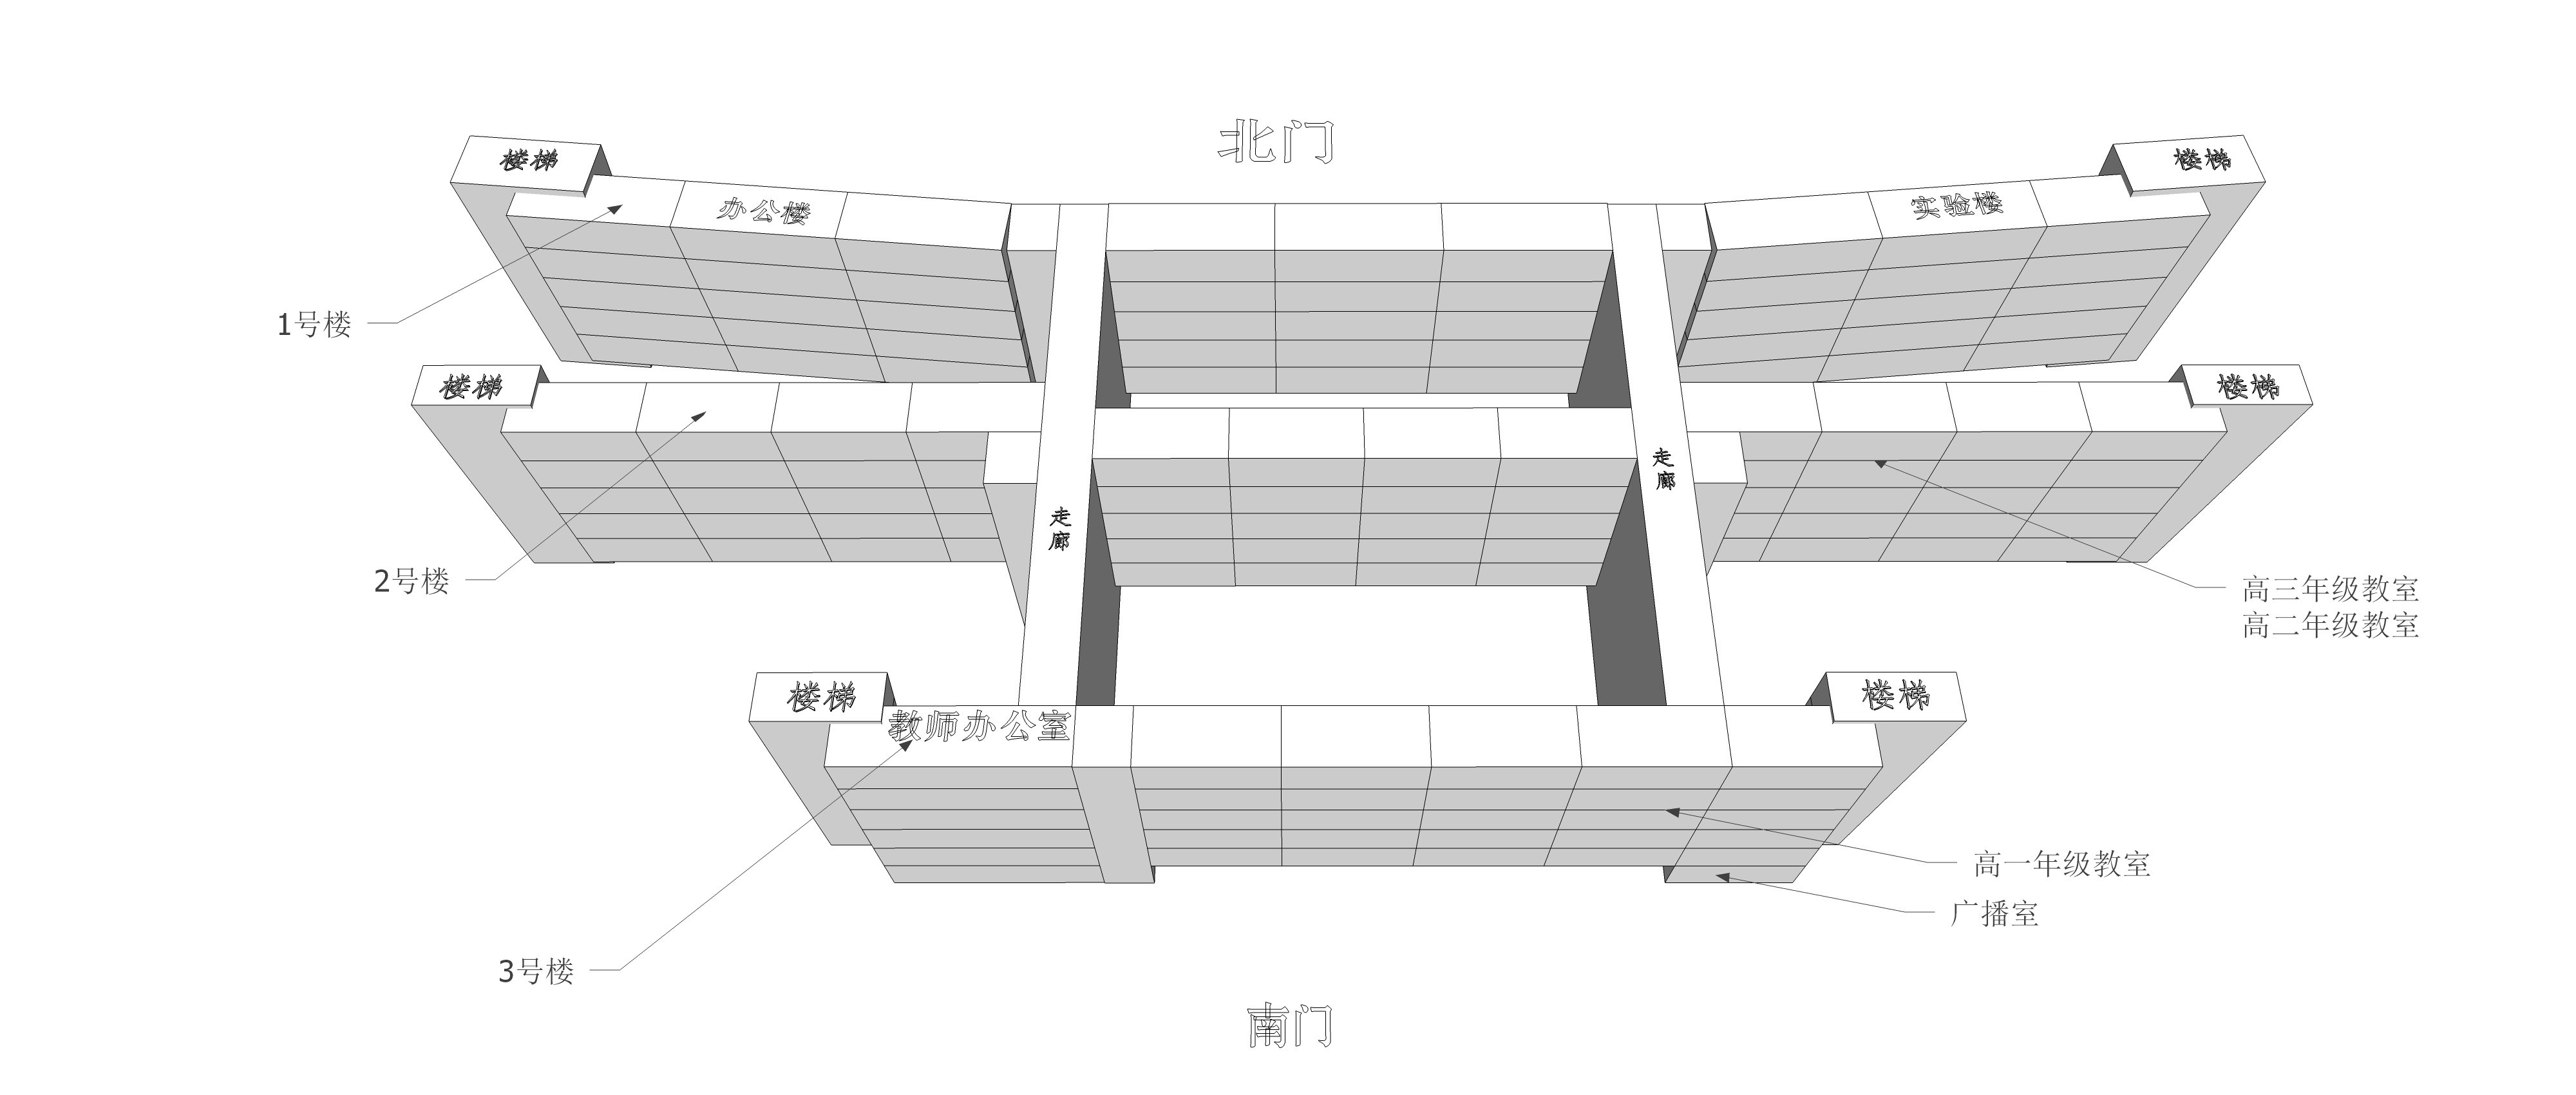 北门
楼梯
楼梯
办公楼
实验楼
1号楼
楼梯
楼梯
走廊
走廊
2号楼
高三年级教室
高二年级教室
楼梯
楼梯
教师办公室
高一年级教室
广播室
3号楼
南门